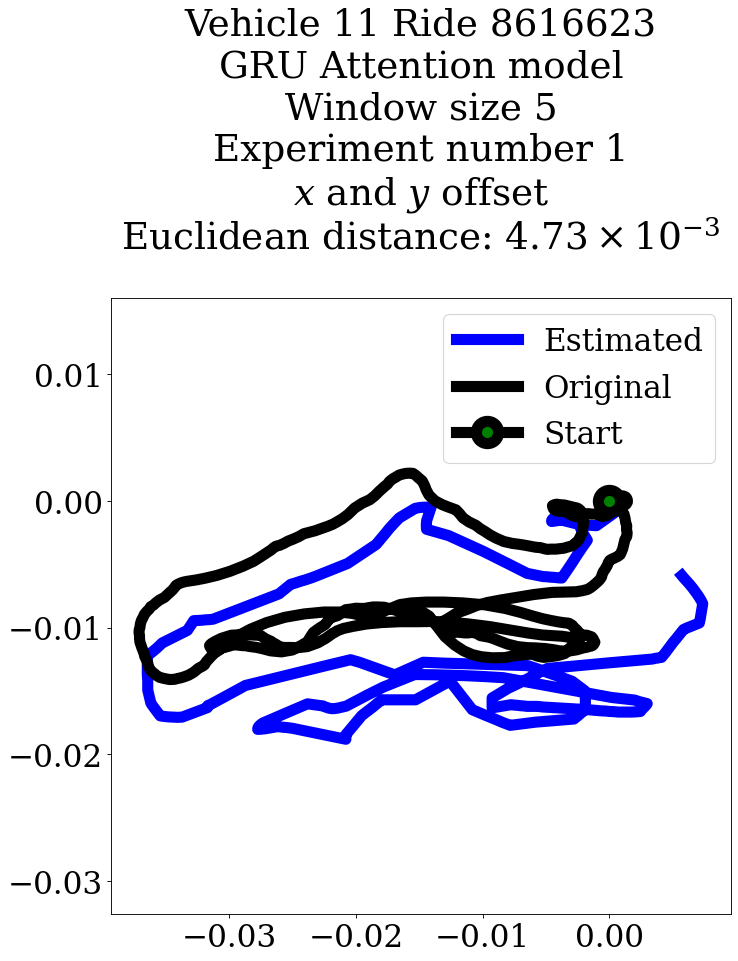 Vehicle 11 Ride 8616623
GRU Attention model
Window size 5
Experiment number 1
x and y offset
Euclidean distance: 4.73 × 10⁻³
Estimated
Original
Start
0.01
0.00
−0.01
−0.02
−0.03
−0.03 −0.02 −0.01 0.00